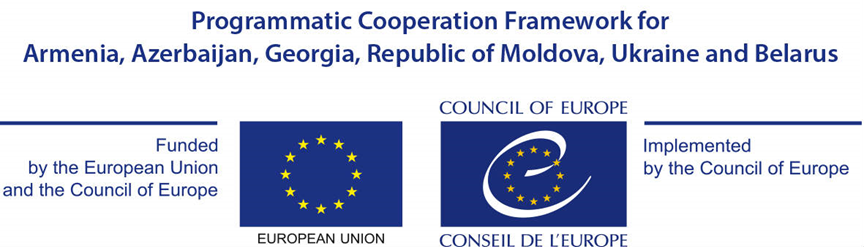 Programmatic Cooperation Framework for
Armenia, Azerbaijan, Georgia, Republic of Moldova, Ukraine and Belarus
Funded
by the European Union
and the Council of Europe
EUROPEAN UNION
COUNCIL OF EUROPE
CONSEIL DE L'EUROPE
Implemented
by the Council of Europe